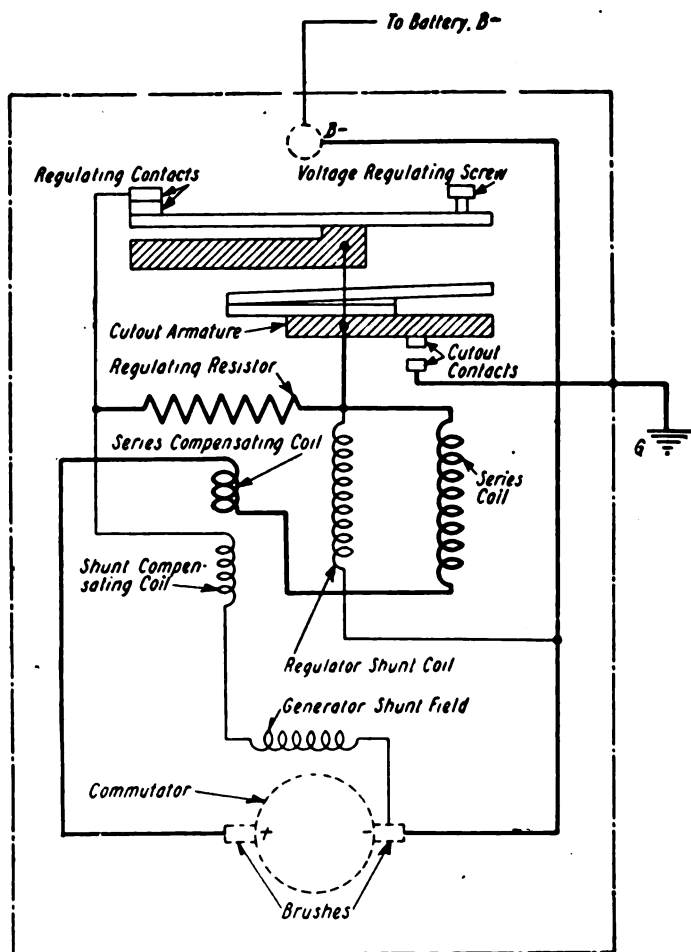 To Battery, B-
B-
Regulating Contacts
Voltage Regulating Screw
Cutout Armature
Cutout
Contacts
Regulating Resistor
Series Compensating Coil
G
Series
Coil
Shunt Compen-
sating Coil
Regulator Shunt Coil
Generator Shunt Field
Commutator
+
-
Brushes